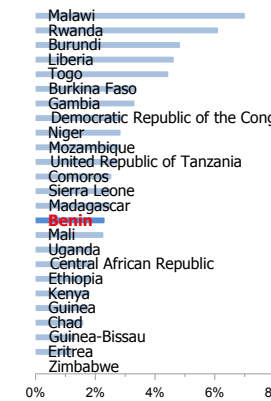 Malawi
Rwanda
Burundi
Liberia
Togo
Burkina Faso
Gambia
Democratic Republic of the Cong
Niger
Mozambique
United Republic of Tanzania
Comoros
Sierra Leone
Madagascar
Benin
Mali
Uganda
Central African Republic
Ethiopia
Kenya
Guinea
Chad
Guinea-Bissau
Eritrea
Zimbabwe
0% 2% 4% 6% 8